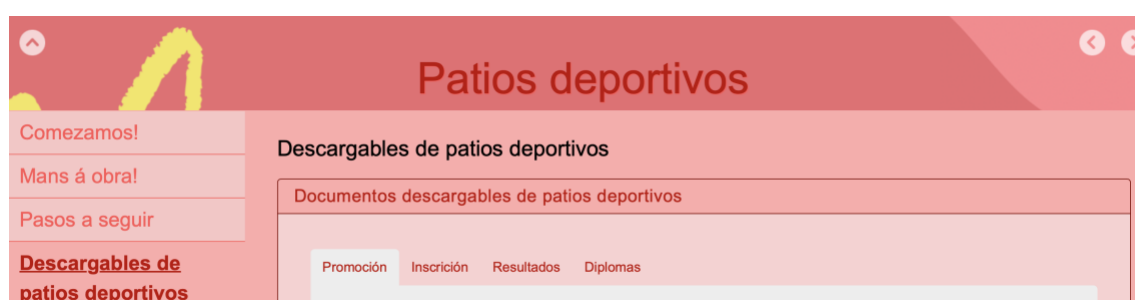 Patios deportivos
Comezamos!
Mans á obra!
Pasos a seguir
Descargables de
patios deportivos
Descargables de patios deportivos
Documentos descargables de patios deportivos
Promoción Inscrición Resultados Diplomas